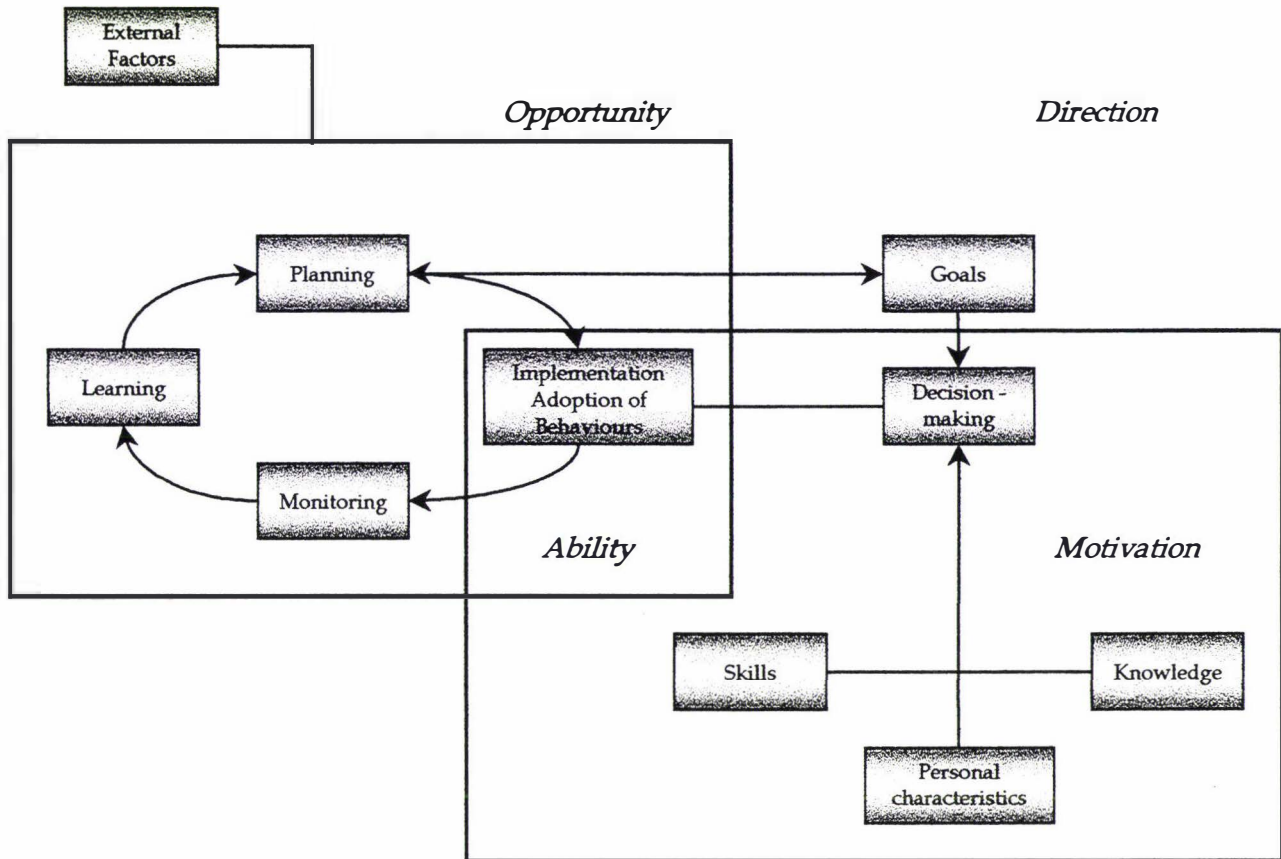 External
Factors
Opportunity
Direction
Planning
Goals
Learning
Implementation
Adoption of
Behaviours
Decision -
making
Monitoring
Ability
Motivation
Skills
Knowledge
Personal
characteristics